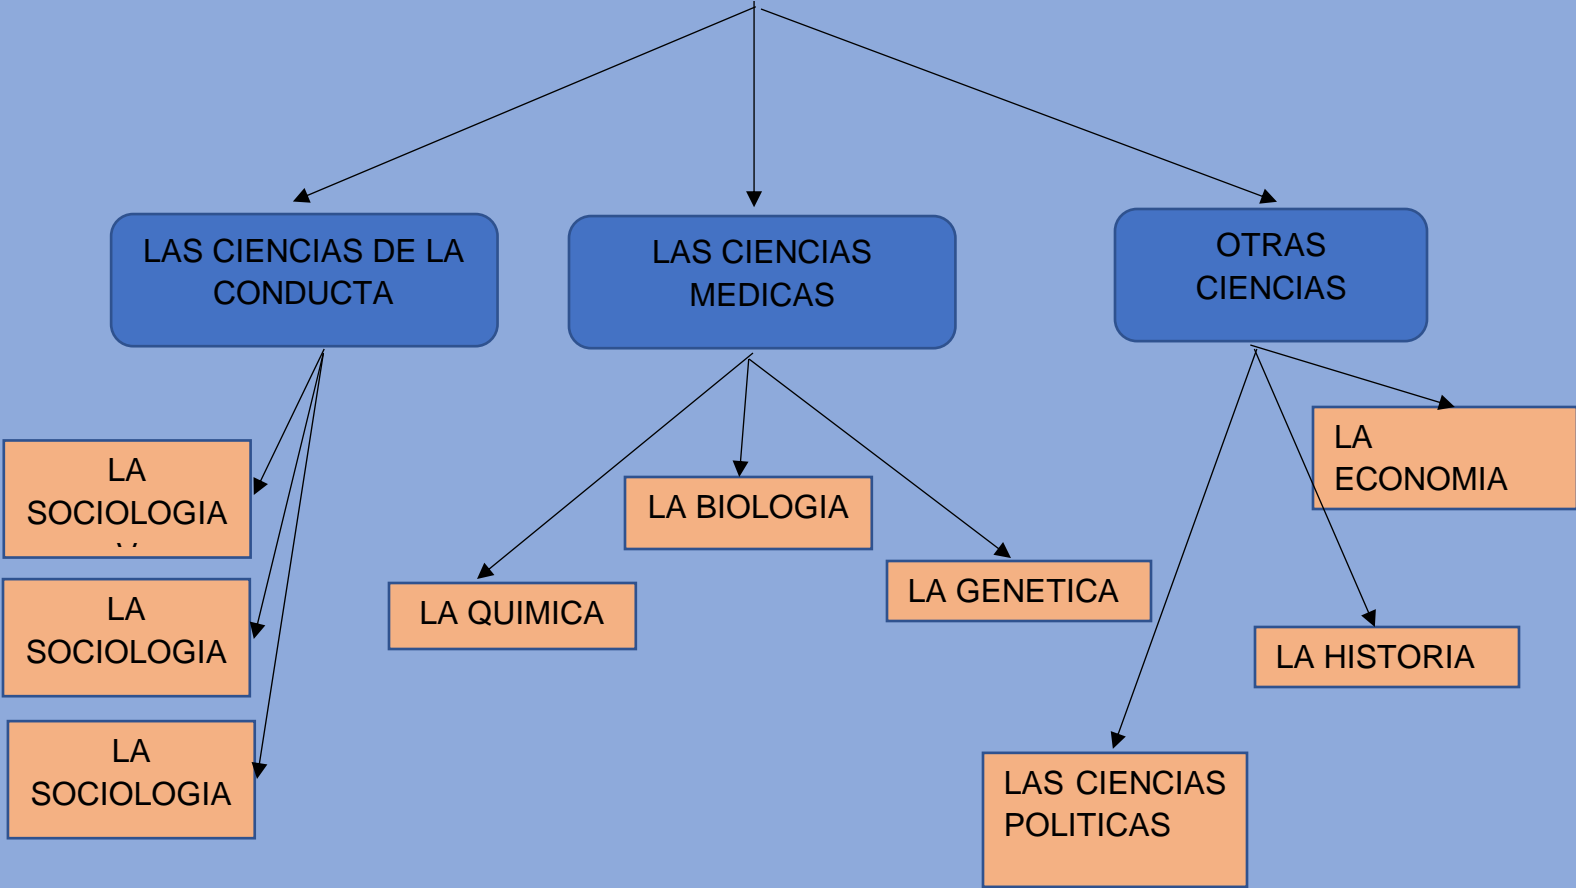 LAS CIENCIAS DE LA
CONDUCTA
LAS CIENCIAS
MEDICAS
OTRAS
CIENCIAS
LA
SOCIOLOGIA
LA
SOCIOLOGIA
LA
SOCIOLOGIA
LA QUIMICA
LA BIOLOGIA
LA GENETICA
LA
ECONOMIA
LA HISTORIA
LAS CIENCIAS
POLITICAS